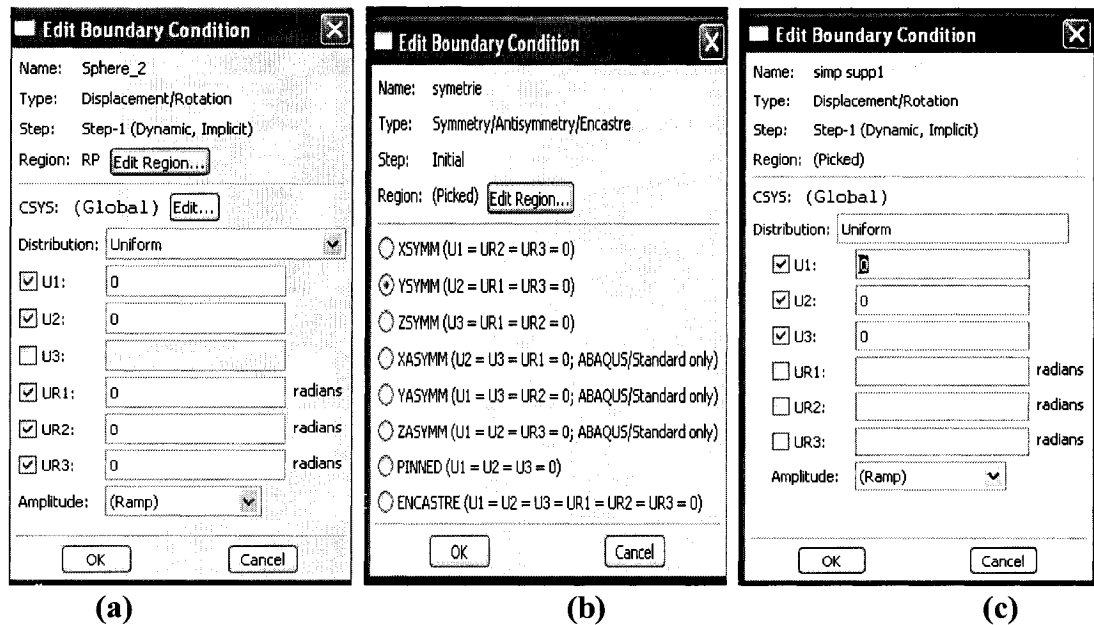 Edit Boundary Condition
Name: Sphere_2
Type: Displacement/Rotation
Step: Step-1 (Dynamic, Implicit)
Region: RP Edit Region...
CSYS: (Global) Edit...
Distribution: Uniform
U1: 0
U2: 0
U3:
UR1: 0 radians
UR2: 0 radians
UR3: 0 radians
Amplitude: (Ramp)
OK Cancel
(a)
Edit Boundary Condition
Name: symetrie
Type: Symmetry/Antisymmetry/Encastre
Step: Initial
Region: (Picked) Edit Region...
XSYMM (U1 = UR2 = UR3 = 0)
YSYMM (U2 = UR1 = UR3 = 0)
ZSYMM (U3 = UR1 = UR2 = 0)
XASYMM (U2 = U3 = UR1 = 0; ABAQUS/Standard only)
YASYMM (U1 = U3 = UR2 = 0; ABAQUS/Standard only)
ZASYMM (U1 = U2 = UR3 = 0; ABAQUS/Standard only)
PINNED (U1 = U2 = U3 = 0)
ENCASTRE (U1 = U2 = U3 = UR1 = UR2 = UR3 = 0)
OK Cancel
(b)
Edit Boundary Condition
Name: simp supp1
Type: Displacement/Rotation
Step: Step-1 (Dynamic, Implicit)
Region: (Picked)
CSYS: (Global)
Distribution: Uniform
U1: 0
U2: 0
U3: 0
UR1: radians
UR2: radians
UR3: radians
Amplitude: (Ramp)
OK Cancel
(c)